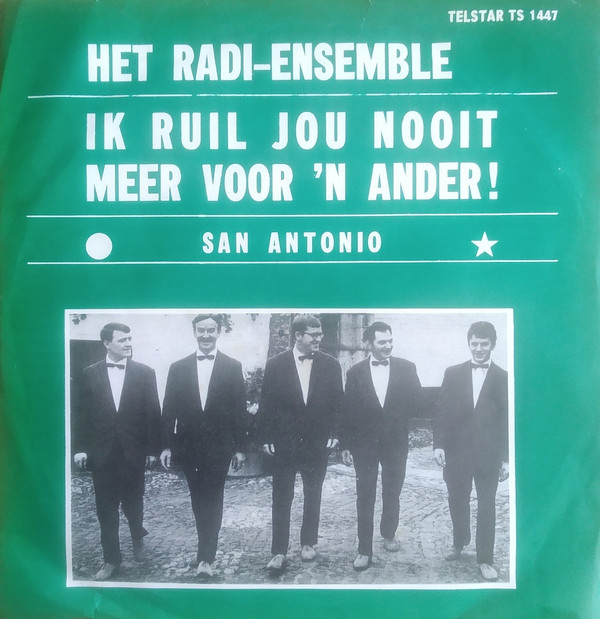 TELSTAR TS 1447
HET RADI-ENSEMBLE
IK RUIL JOU NOOIT
MEER VOOR 'N ANDER!
SAN ANTONIO